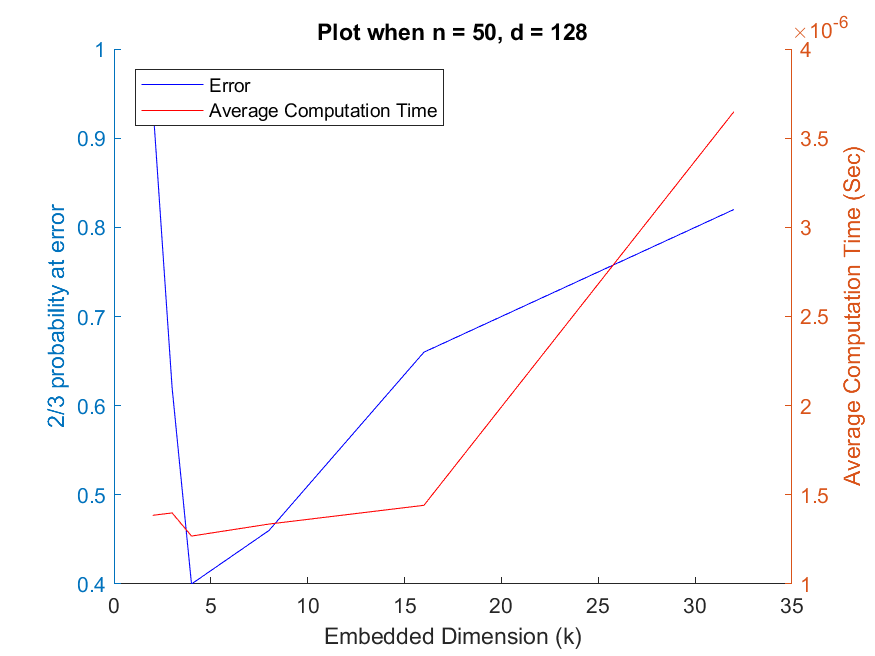 Plot when n = 50, d = 128
×10^-6
Error
Average Computation Time
2/3 probability at error
1
0.9
0.8
0.7
0.6
0.5
0.4
4
3.5
3
2.5
2
1.5
1
Average Computation Time (Sec)
0 5 10 15 20 25 30 35
Embedded Dimension (k)